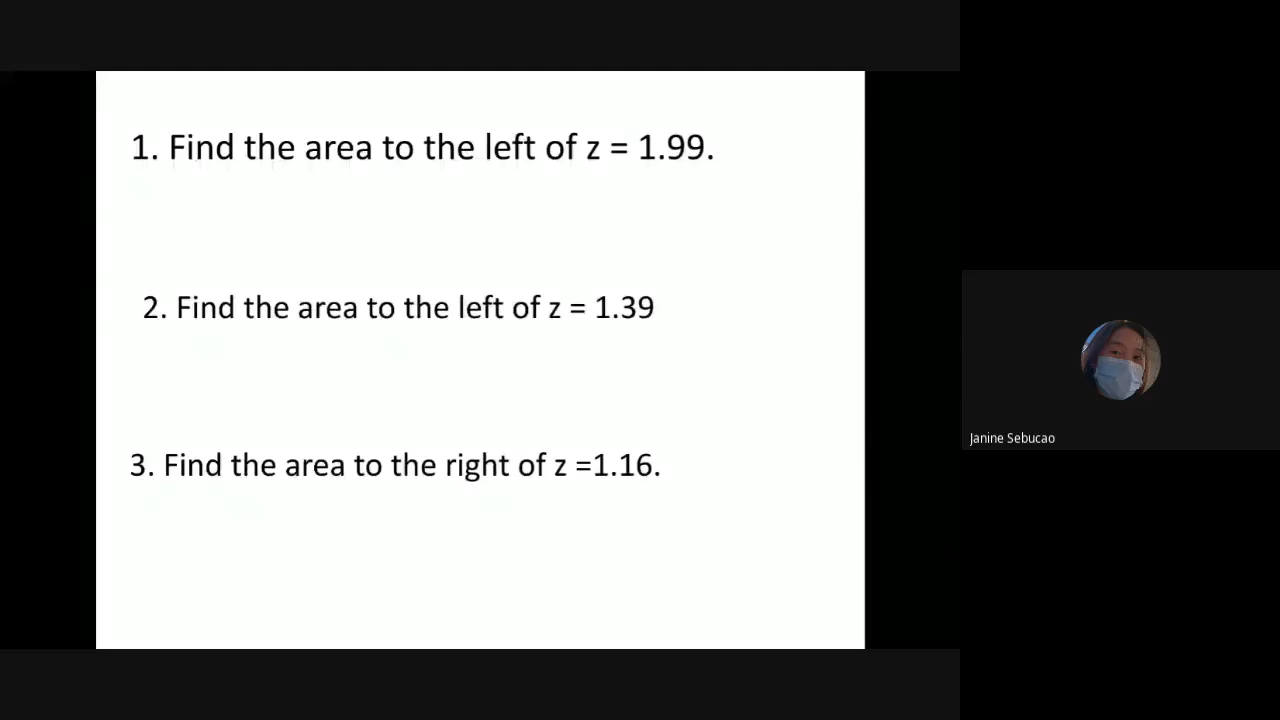 1. Find the area to the left of z = 1.99.
2. Find the area to the left of z = 1.39
3. Find the area to the right of z =1.16.
Janine Sebucao